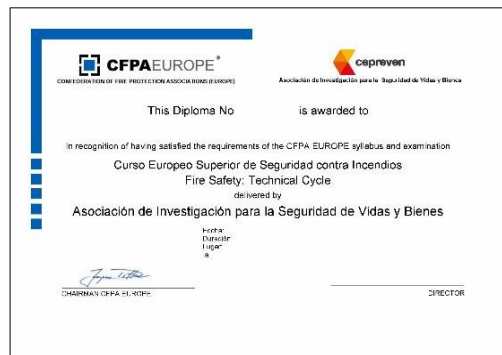 CFPA EUROPE®
CONFEDERATION OF FIRE PROTECTION ASSOCIATIONS (EUROPE)
cepreven
Asociación de Investigación para la Seguridad de Vidas y Bienes
This Diploma No is awarded to
In recognition of having satisfied the requirements of the CFPA EUROPE syllabus and examination
Curso Europeo Superior de Seguridad contra Incendios
Fire Safety: Technical Cycle
delivered by
Asociación de Investigación para la Seguridad de Vidas y Bienes
Fecha:
Duración:
Lugar:
CHAIRMAN CFPA EUROPE
DIRECTOR